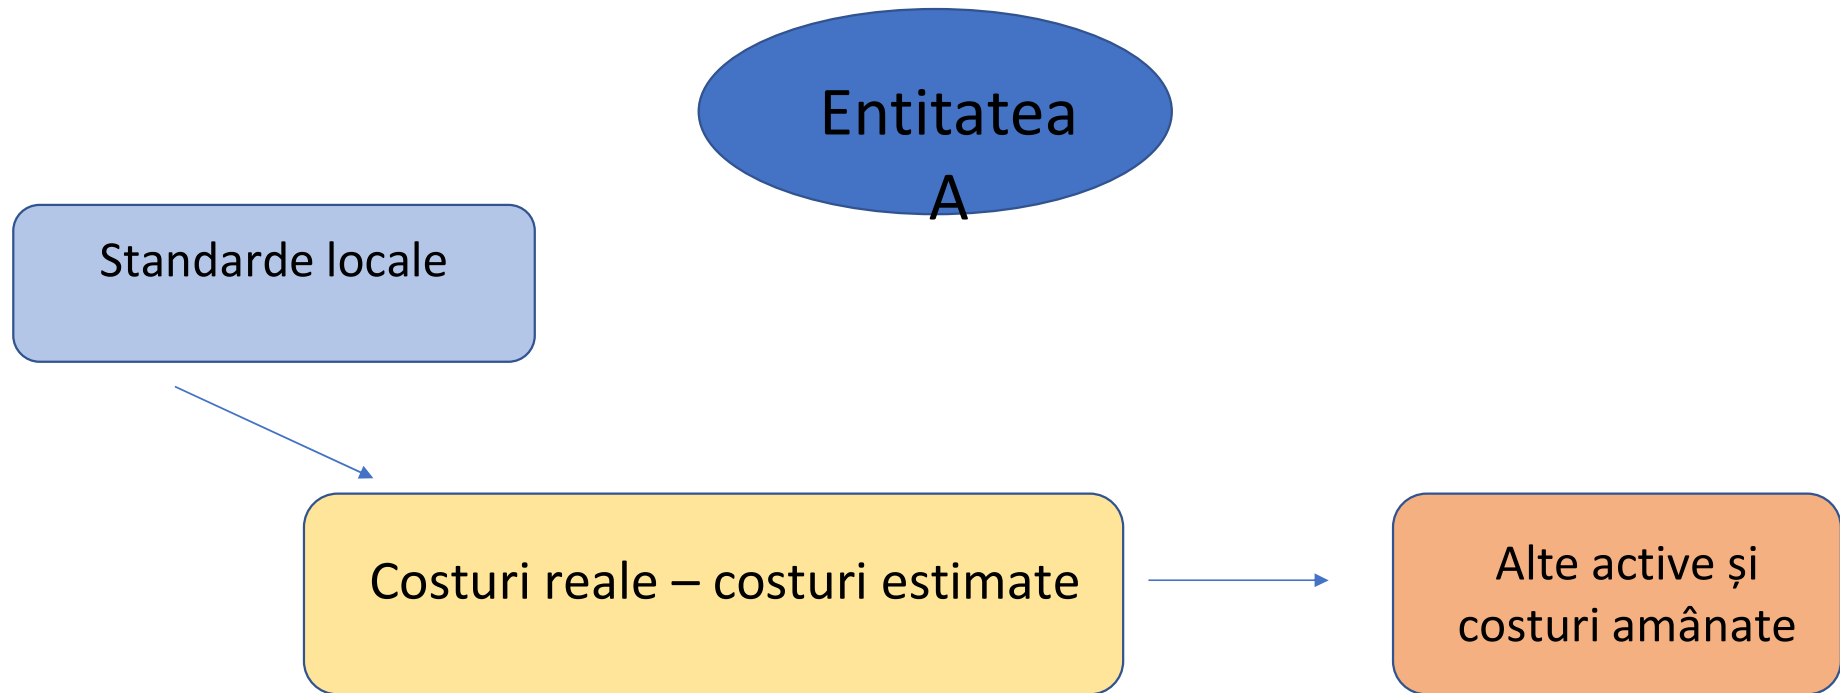 Entitatea
A
Standarde locale
Costuri reale – costuri estimate
Alte active și
costuri amânate